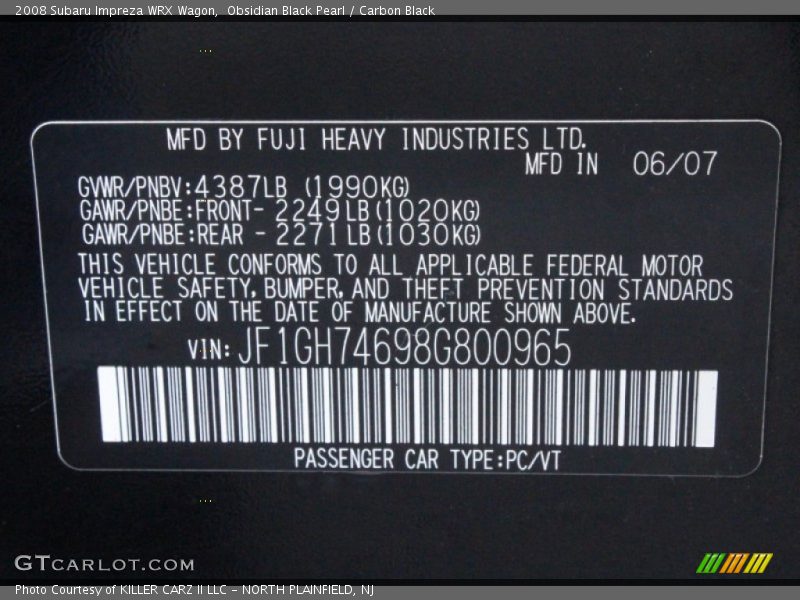 2008 Subaru Impreza WRX Wagon,  Obsidian Black Pearl / Carbon Black
MFD BY FUJI HEAVY INDUSTRIES LTD.
MFD IN 06/07
GVWR/PNBV:4387LB (1990KG)
GAWR/PNBE:FRONT- 2249LB(1020KG)
GAWR/PNBE:REAR - 2271LB(1030KG)
THIS VEHICLE CONFORMS TO ALL APPLICABLE FEDERAL MOTOR
VEHICLE SAFETY, BUMPER, AND THEFT PREVENTION STANDARDS
IN EFFECT ON THE DATE OF MANUFACTURE SHOWN ABOVE.
VIN: JF1GH74698G800965
PASSENGER CAR TYPE:PC/VT
GTCARLOT.COM
Photo Courtesy of KILLER CARZ II LLC – NORTH PLAINFIELD, NJ